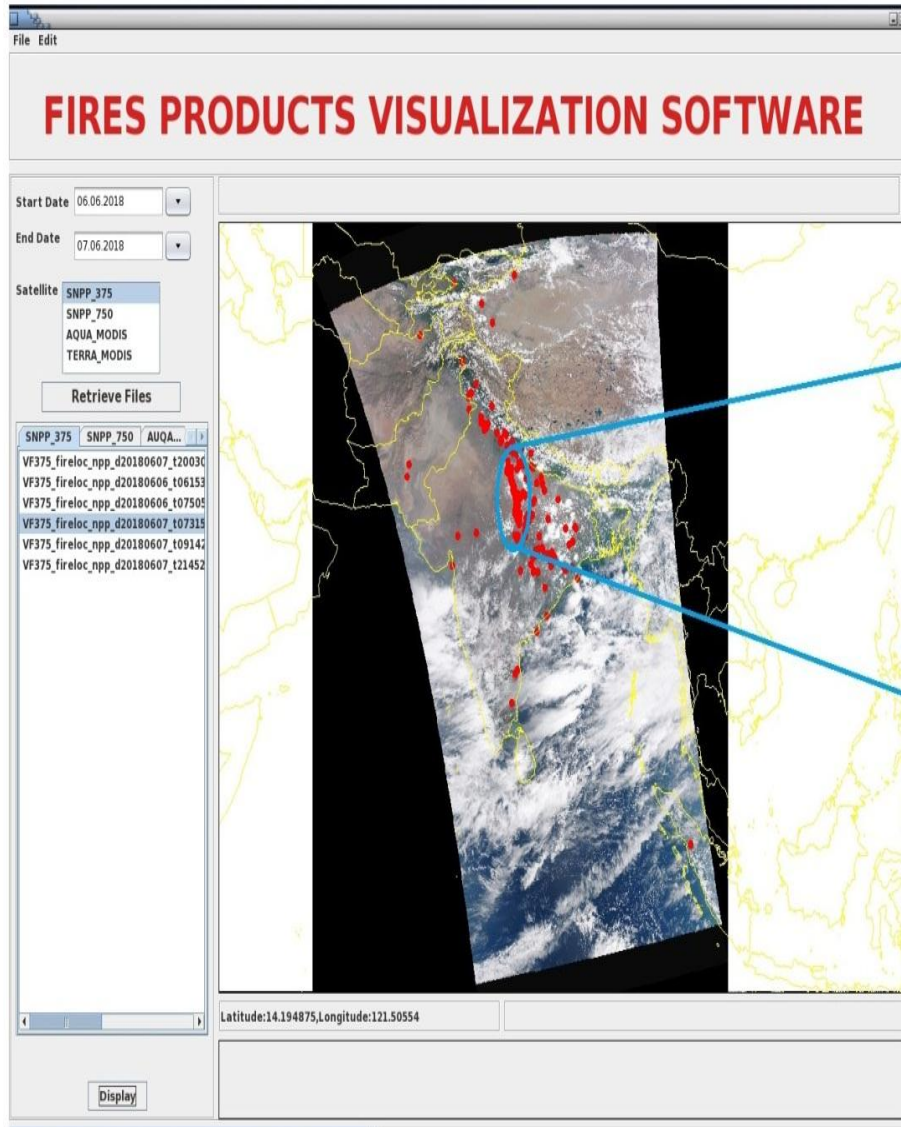 File Edit
FIRES PRODUCTS VISUALIZATION SOFTWARE
Start Date 06.06.2018
End Date 07.06.2018
Satellite SNPP_375
SNPP_750
AQUA_MODIS
TERRA_MODIS
Retrieve Files
SNPP_375 SNPP_750 AUQA...
VF375_fireloc_npp_d20180607_t20030
VF375_fireloc_npp_d20180606_t06153
VF375_fireloc_npp_d20180606_t07505
VF375_fireloc_npp_d20180607_t07315
VF375_fireloc_npp_d20180607_t09142
VF375_fireloc_npp_d20180607_t21452
Latitude:14.194875,Longitude:121.50554
Display